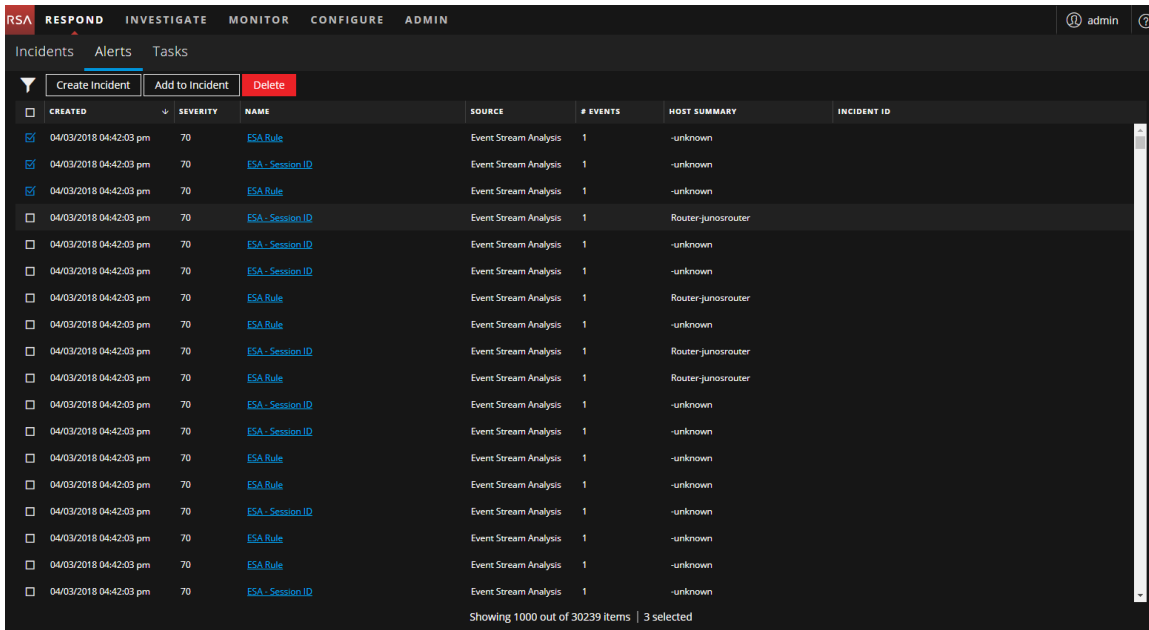 RSA RESPOND INVESTIGATE MONITOR CONFIGURE ADMIN admin ?
Incidents Alerts Tasks
Create Incident Add to Incident Delete
CREATED SEVERITY NAME SOURCE # EVENTS HOST SUMMARY INCIDENT ID
04/03/2018 04:42:03 pm 70 ESA Rule Event Stream Analysis 1 -unknown
04/03/2018 04:42:03 pm 70 ESA - Session ID Event Stream Analysis 1 -unknown
04/03/2018 04:42:03 pm 70 ESA Rule Event Stream Analysis 1 -unknown
04/03/2018 04:42:03 pm 70 ESA - Session ID Event Stream Analysis 1 Router-junosrouter
04/03/2018 04:42:03 pm 70 ESA - Session ID Event Stream Analysis 1 -unknown
04/03/2018 04:42:03 pm 70 ESA - Session ID Event Stream Analysis 1 -unknown
04/03/2018 04:42:03 pm 70 ESA Rule Event Stream Analysis 1 Router-junosrouter
04/03/2018 04:42:03 pm 70 ESA Rule Event Stream Analysis 1 -unknown
04/03/2018 04:42:03 pm 70 ESA - Session ID Event Stream Analysis 1 Router-junosrouter
04/03/2018 04:42:03 pm 70 ESA Rule Event Stream Analysis 1 Router-junosrouter
04/03/2018 04:42:03 pm 70 ESA - Session ID Event Stream Analysis 1 -unknown
04/03/2018 04:42:03 pm 70 ESA - Session ID Event Stream Analysis 1 -unknown
04/03/2018 04:42:03 pm 70 ESA Rule Event Stream Analysis 1 -unknown
04/03/2018 04:42:03 pm 70 ESA Rule Event Stream Analysis 1 -unknown
04/03/2018 04:42:03 pm 70 ESA - Session ID Event Stream Analysis 1 -unknown
04/03/2018 04:42:03 pm 70 ESA Rule Event Stream Analysis 1 -unknown
04/03/2018 04:42:03 pm 70 ESA Rule Event Stream Analysis 1 -unknown
04/03/2018 04:42:03 pm 70 ESA - Session ID Event Stream Analysis 1 -unknown
Showing 1000 out of 30239 items | 3 selected